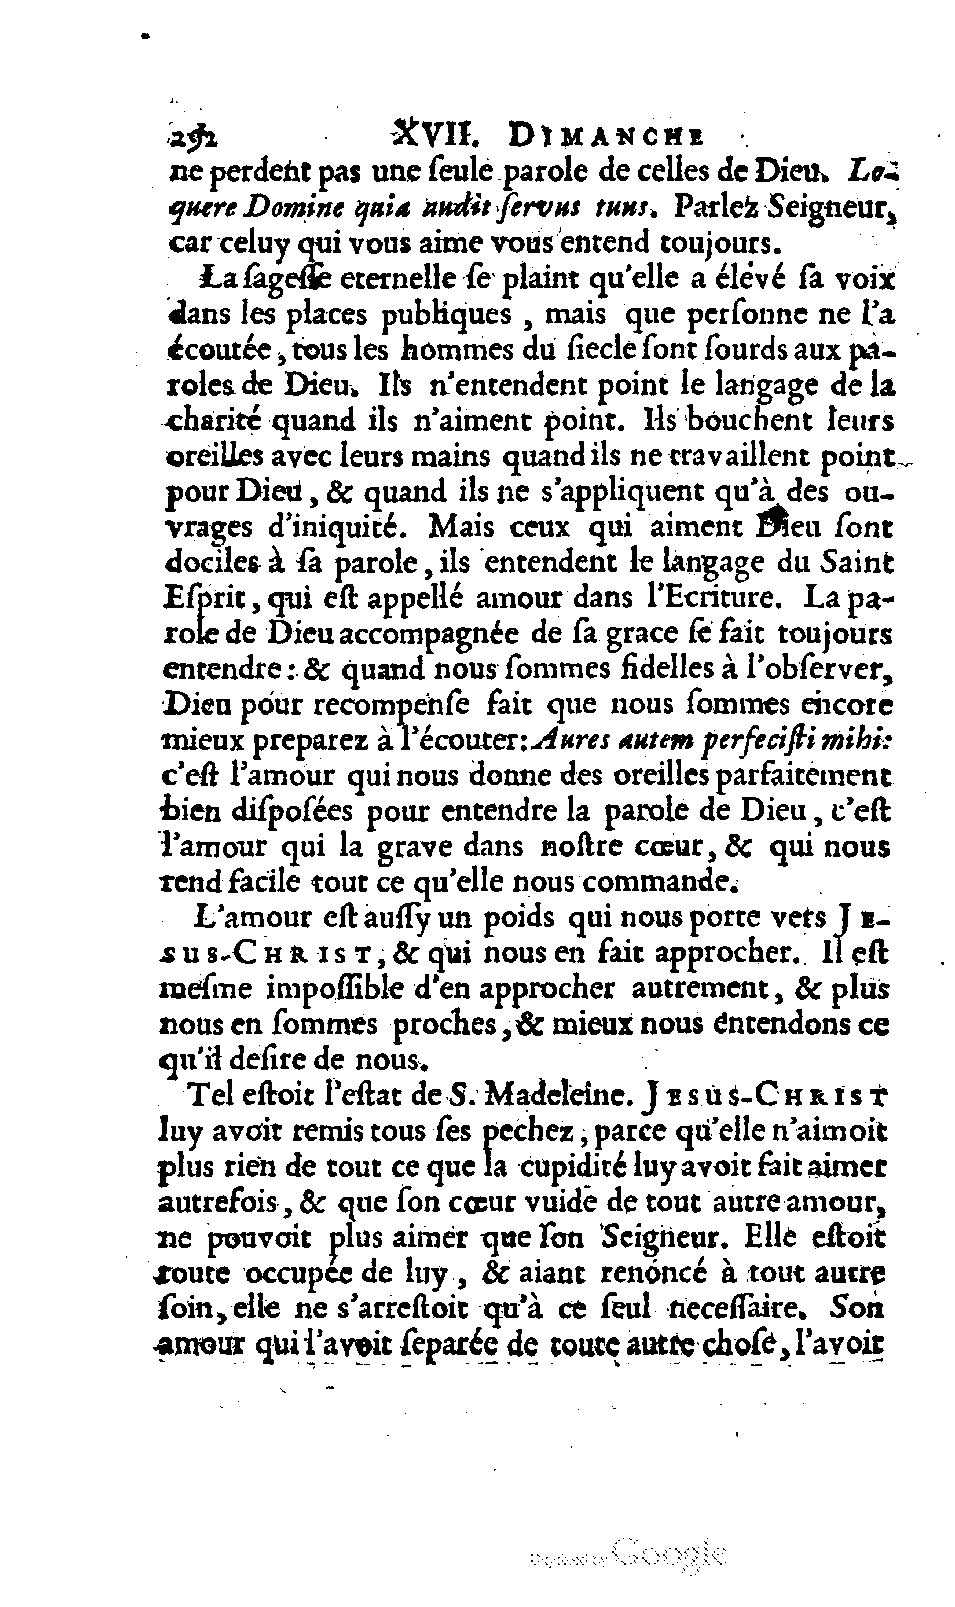 252 XVII. DIMANCHE
ne perdent pas une ſeule parole de celles de Dieu. Lo-
quere Domine quia audit ſervus tuus. Parlez Seigneur,
car celuy qui vous aime vous entend toujours.
La ſageſſe eternelle ſe plaint qu'elle a élévé ſa voix
dans les places publiques, mais que perſonne ne l'a
écoutée, tous les hommes du ſiecle ſont ſourds aux pa-
roles de Dieu. Ils n'entendent point le langage de la
charité quand ils n'aiment point. Ils bouchent leurs
oreilles avec leurs mains quand ils ne travaillent point
pour Dieu, & quand ils ne s'appliquent qu'à des ou-
vrages d'iniquité. Mais ceux qui aiment Dieu ſont
dociles à ſa parole, ils entendent le langage du Saint
Eſprit, qui eſt appellé amour dans l'Ecriture. La pa-
role de Dieu accompagnée de ſa grace ſe fait toujours
entendre: & quand nous ſommes fidelles à l'obſerver,
Dieu pour recompenſe fait que nous ſommes encore
mieux preparez à l'écouter: Aures autem perfeciſti mihi:
c'eſt l'amour qui nous donne des oreilles parfaitement
bien diſpoſées pour entendre la parole de Dieu, c'eſt
l'amour qui la grave dans noſtre cœur, & qui nous
rend facile tout ce qu'elle nous commande.
L'amour eſt auſſy un poids qui nous porte vers JE-
SUS-CHRIST, & qui nous en fait approcher. Il eſt
meſme impoſſible d'en approcher autrement, & plus
nous en ſommes proches, & mieux nous entendons ce
qu'il deſire de nous.
Tel eſtoit l'eſtat de S. Madeleine. JESUS-CHRIST
luy avoit remis tous ſes pechez, parce qu'elle n'aimoit
plus rien de tout ce que la cupidité luy avoit fait aimer
autrefois, & que ſon cœur vuide de tout autre amour,
ne pouvoit plus aimer que ſon Seigneur. Elle eſtoit
toute occupée de luy, & aiant renoncé à tout autre
ſoin, elle ne s'arreſtoit qu'à ce ſeul neceſſaire. Son
amour qui l'avoit ſeparée de toute autre choſe, l'avoit
Digitized by Google